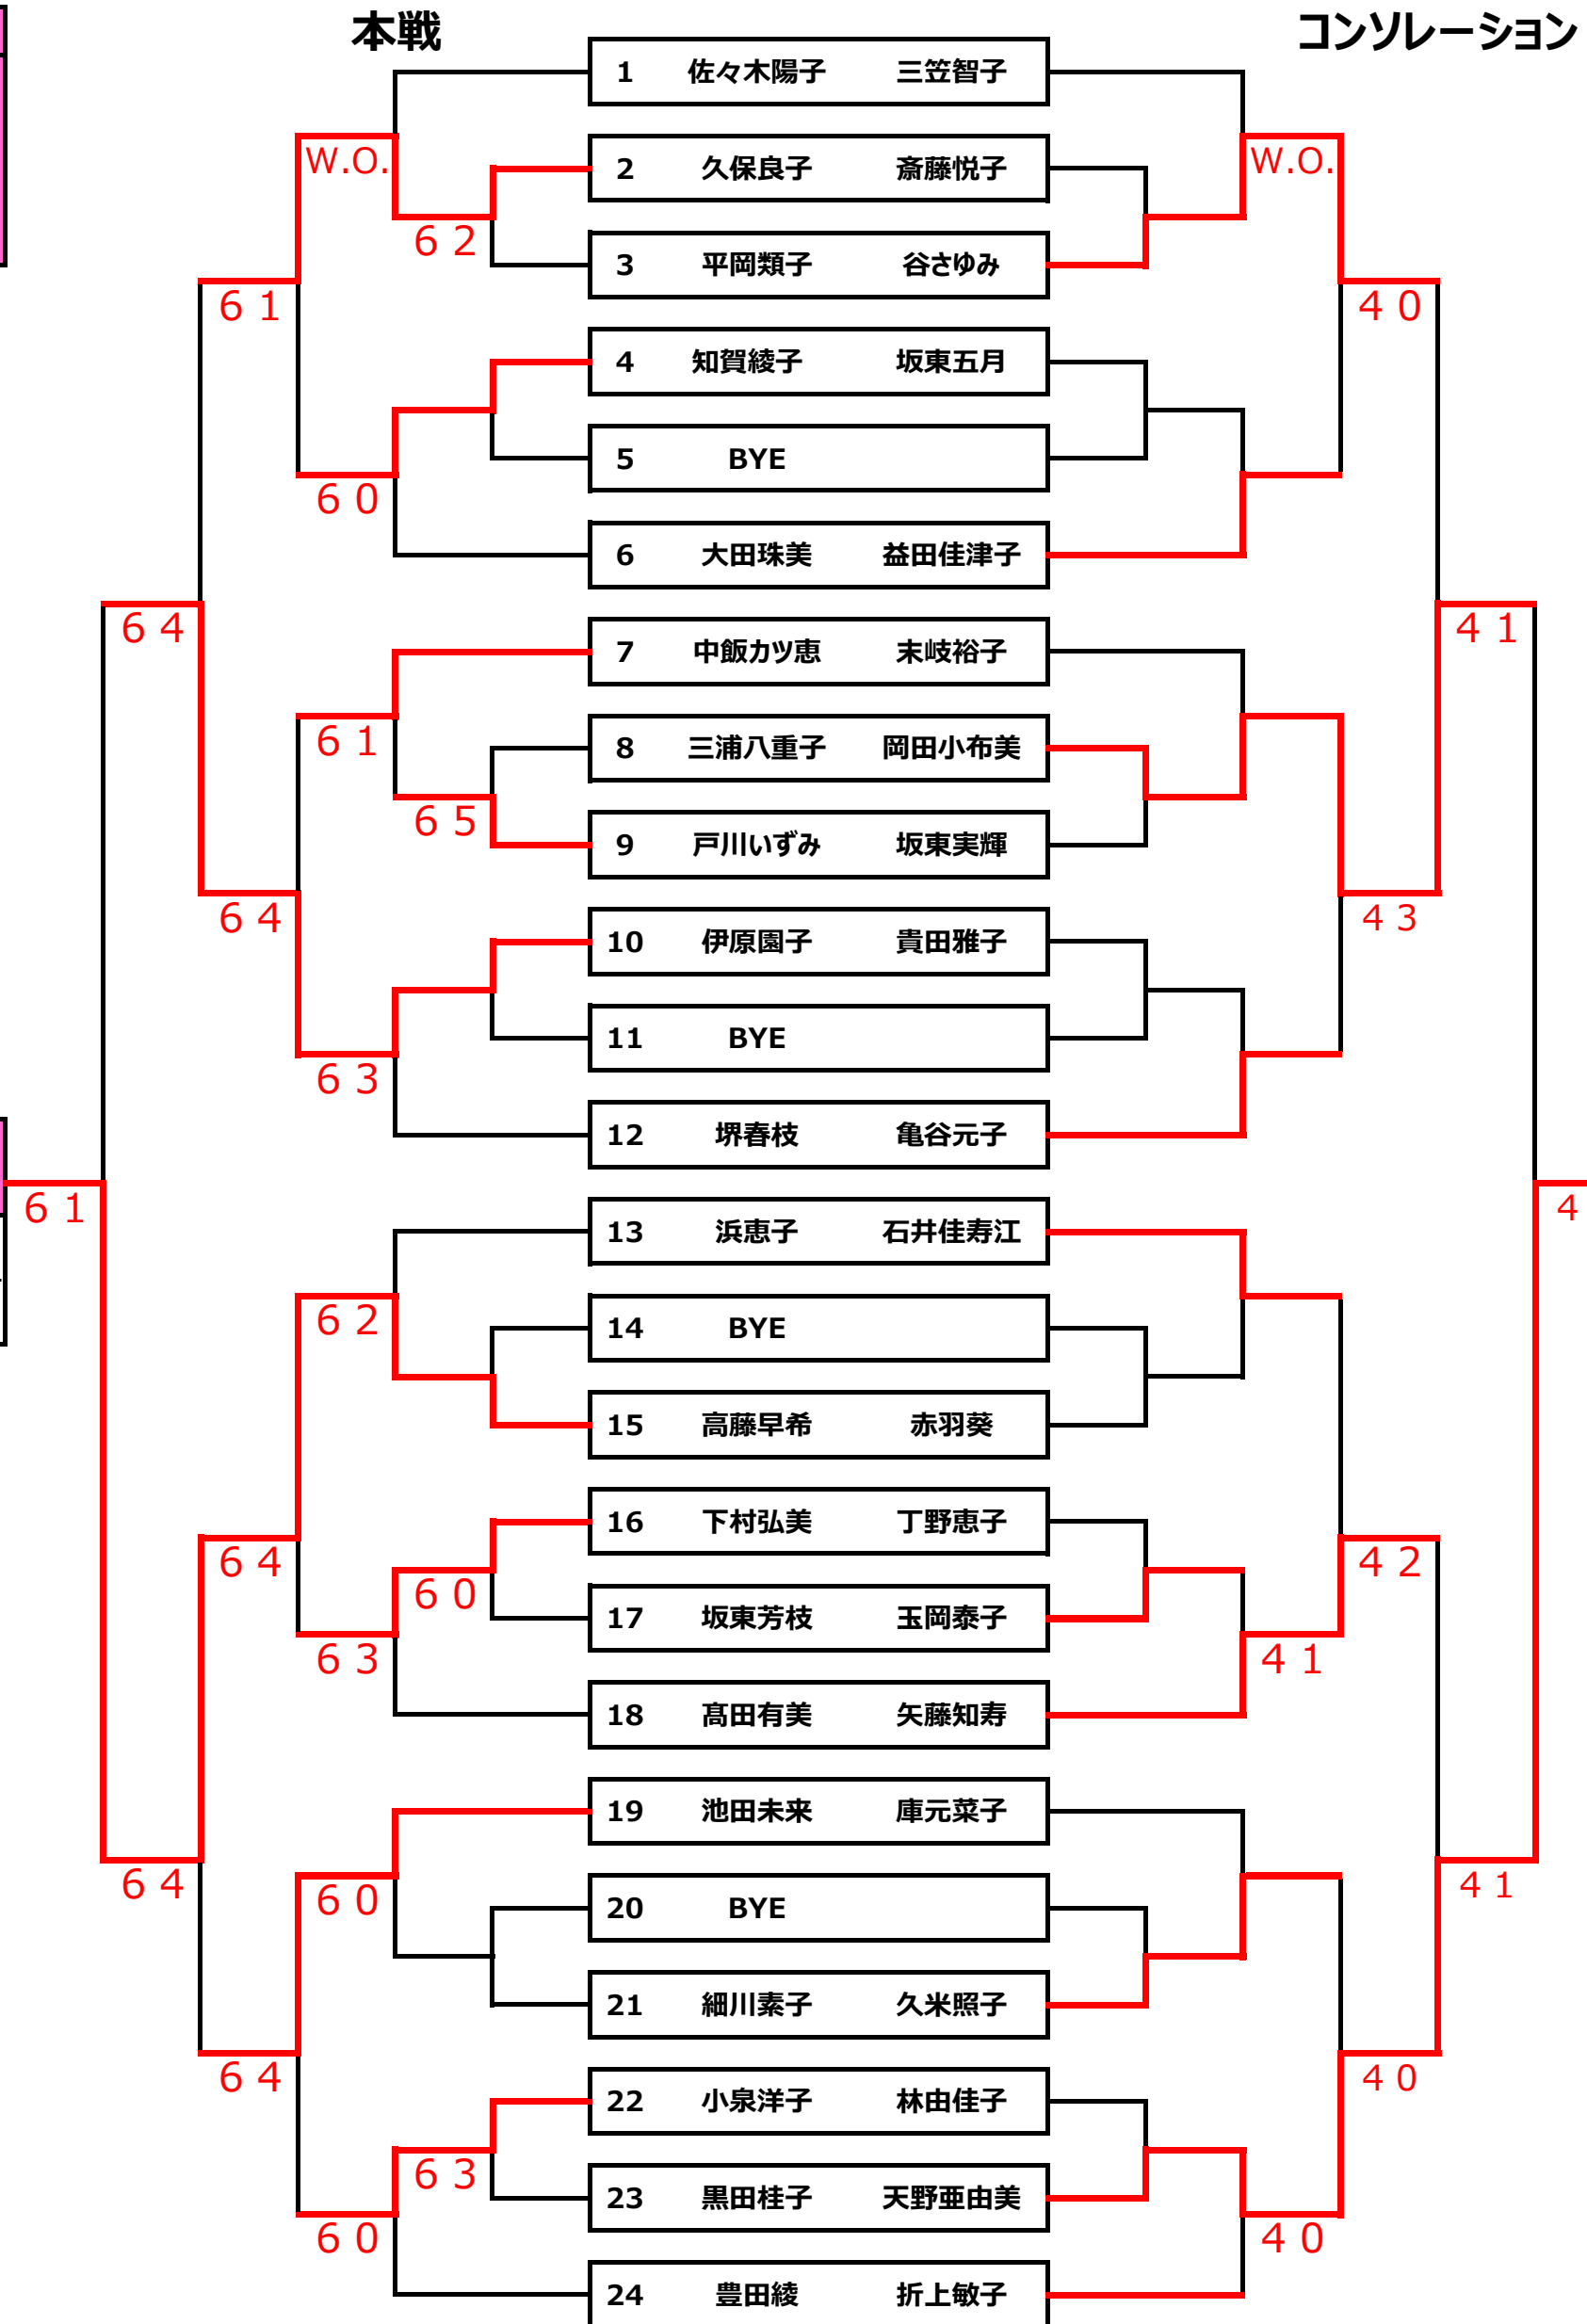 本戦 コンソレーション
1 佐々木陽子 三笠智子
W.O. 2 久保良子 斎藤悦子 W.O.
6 2
3 平岡類子 谷さゆみ
6 1 4 0
4 知賀綾子 坂東五月
5 BYE
6 0
6 大田珠美 益田佳津子
6 4 4 1
7 中飯カツ恵 末岐裕子
6 1 8 三浦八重子 岡田小布美
6 5
9 戸川いずみ 坂東実輝
6 4 4 3
10 伊原園子 貴田雅子
11 BYE
6 3
12 堺春枝 亀谷元子
6 1 4
13 浜恵子 石井佳寿江
6 2
14 BYE
15 高藤早希 赤羽葵
16 下村弘美 丁野恵子
6 4 4 2
6 0
17 坂東芳枝 玉岡泰子
6 3 4 1
18 髙田有美 矢藤知寿
19 池田未来 庫元菜子
6 4 4 1
6 0 20 BYE
21 細川素子 久米照子
6 4 4 0
22 小泉洋子 林由佳子
6 3
23 黒田桂子 天野亜由美
6 0 4 0
24 豊田綾 折上敏子